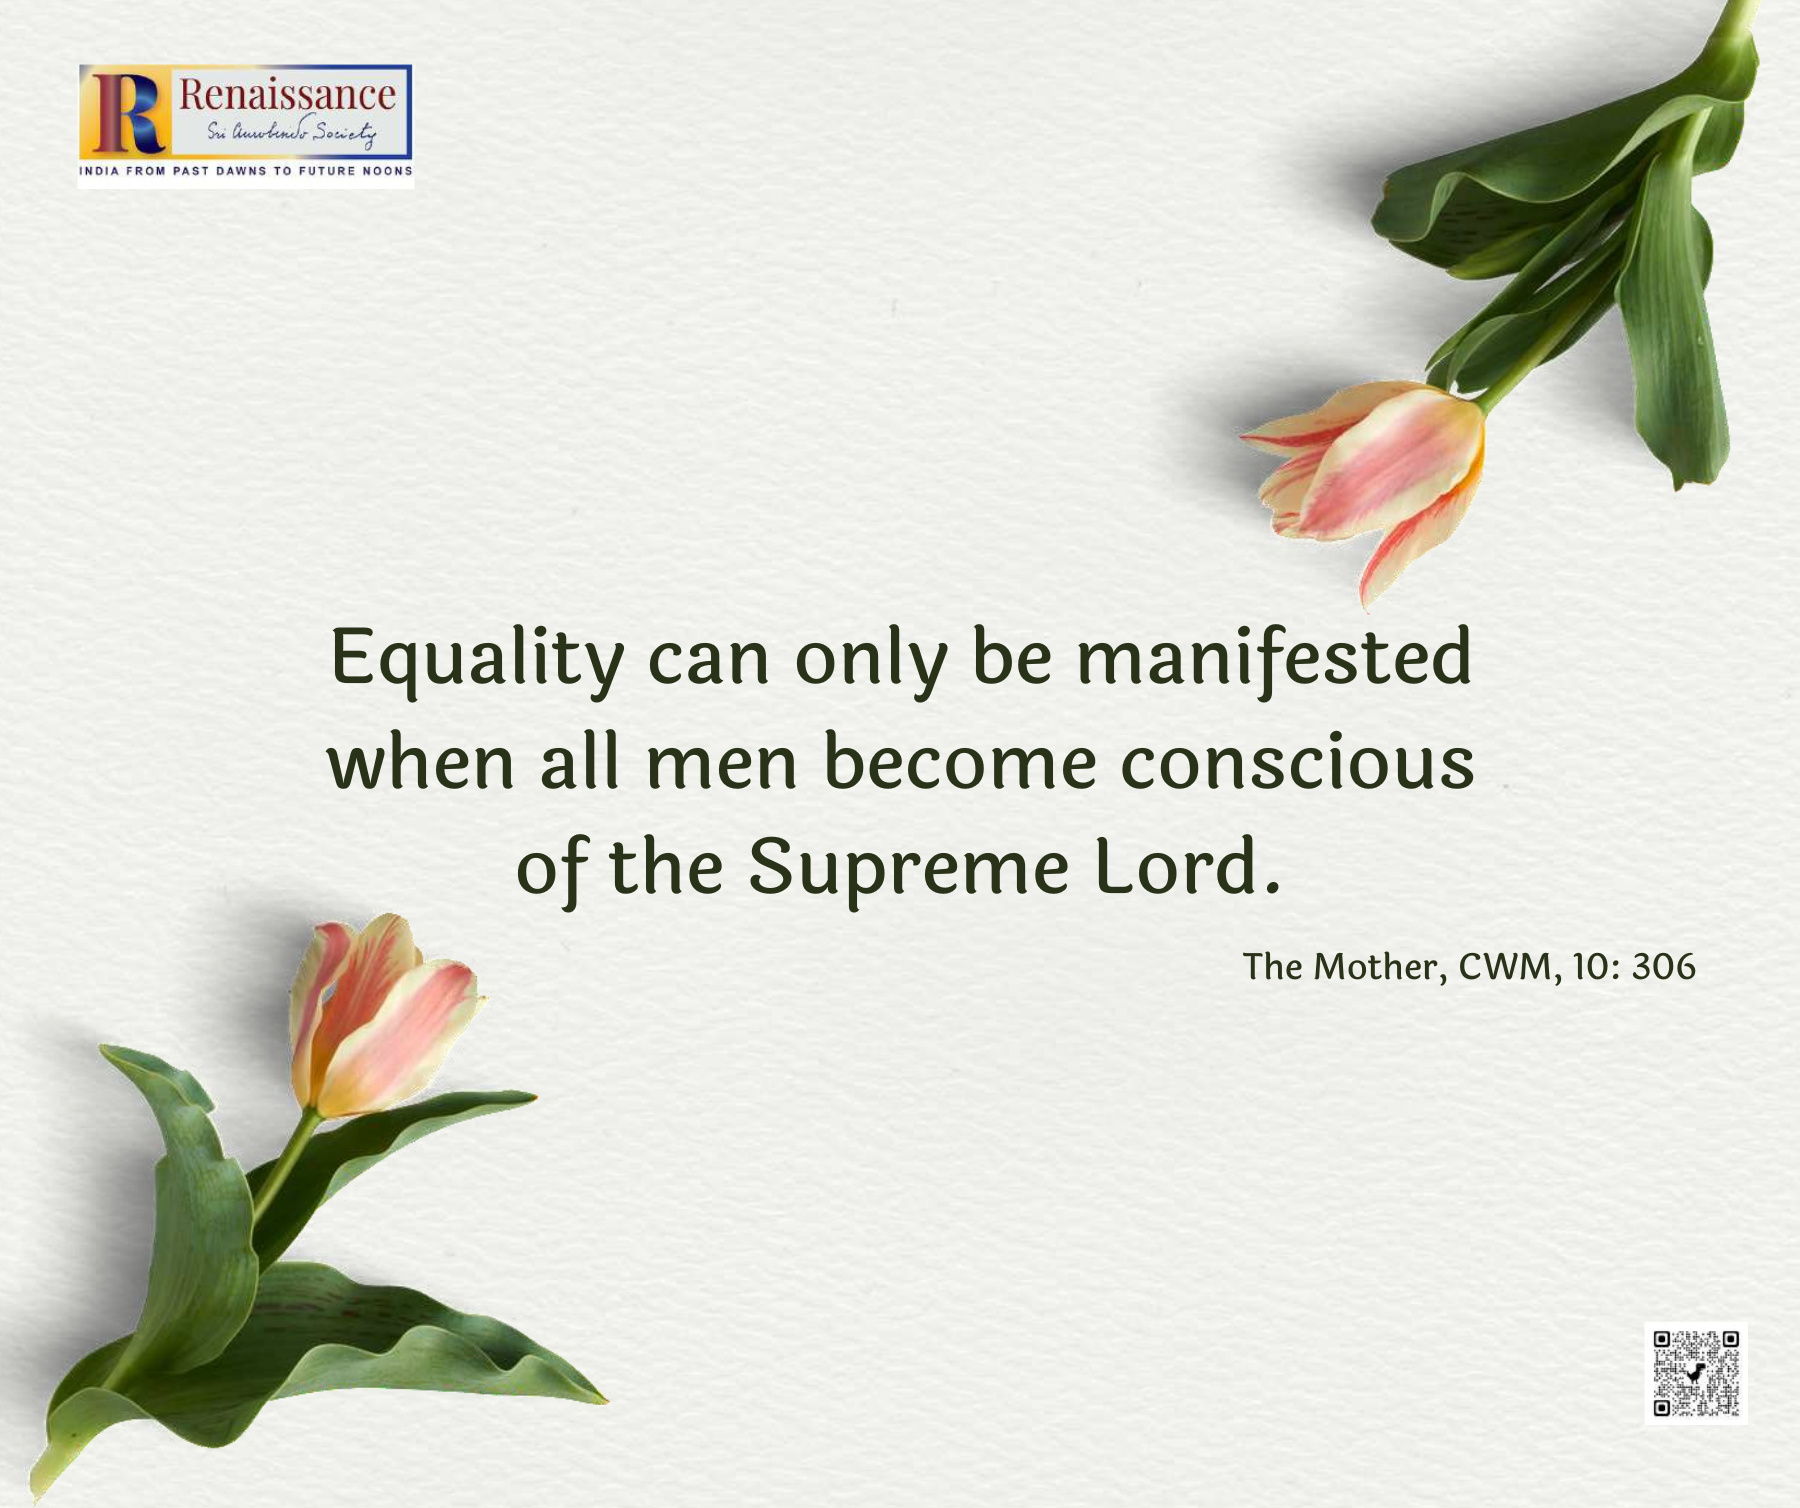 R Renaissance
Sri Aurobindo Society
INDIA FROM PAST DAWNS TO FUTURE NOONS
Equality can only be manifested
when all men become conscious
of the Supreme Lord.
The Mother, CWM, 10: 306